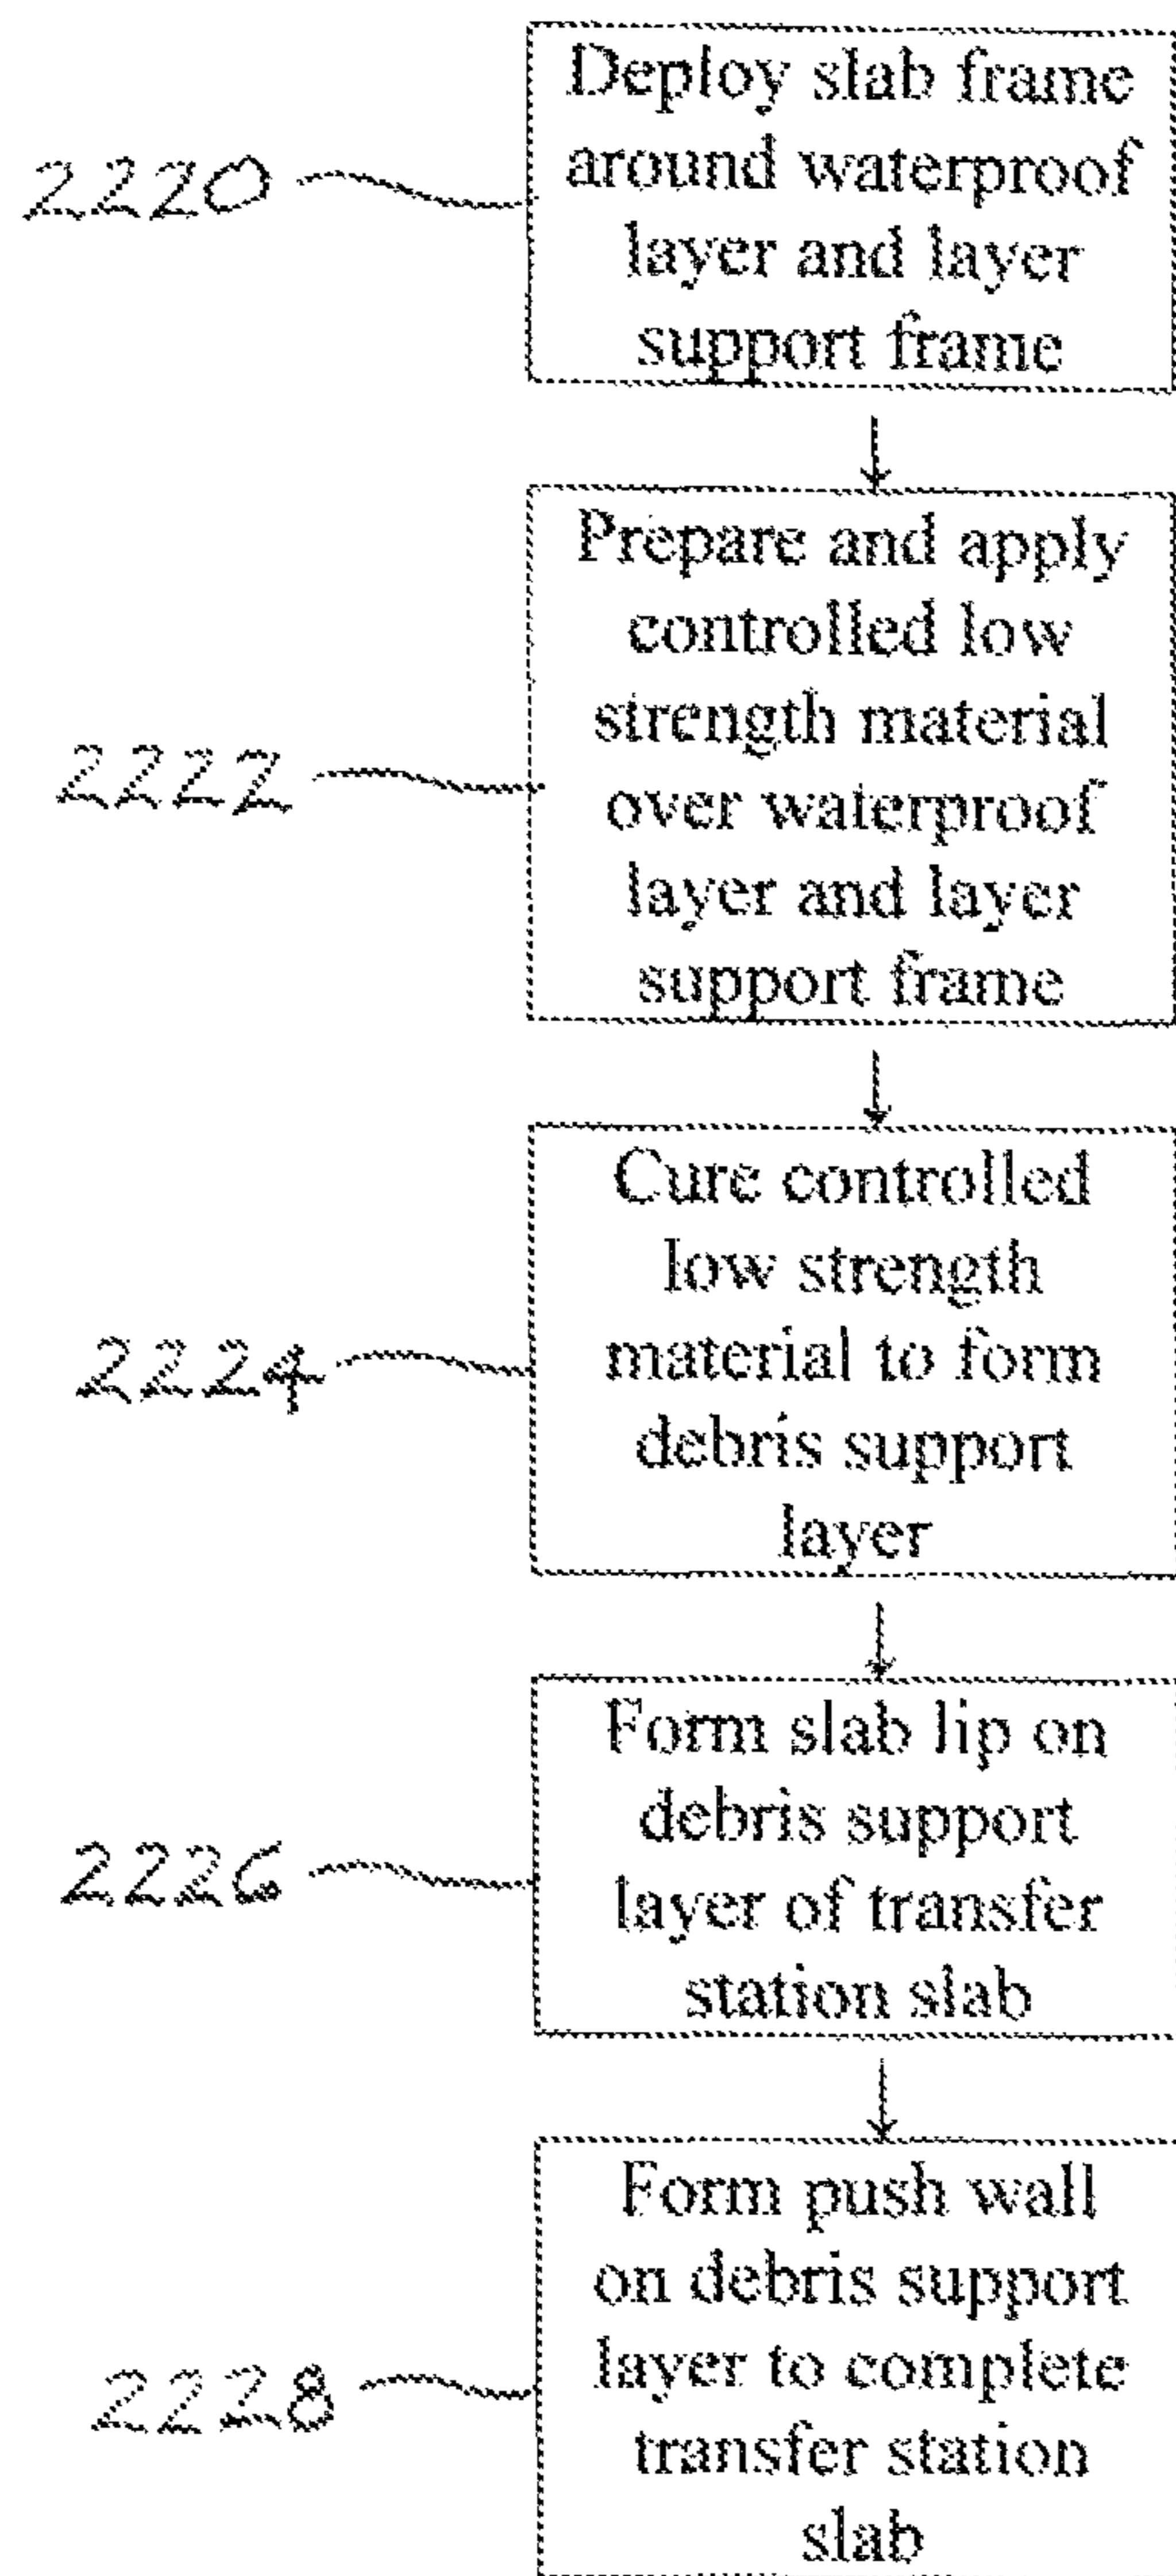 Deploy slab frame
around waterproof
layer and layer
support frame
2220
Prepare and apply
controlled low
strength material
over waterproof
layer and layer
support frame
2222
Cure controlled
low strength
material to form
debris support
layer
2224
Form slab lip on
debris support
layer of transfer
station slab
2226
Form push wall
on debris support
layer to complete
transfer station
slab
2228